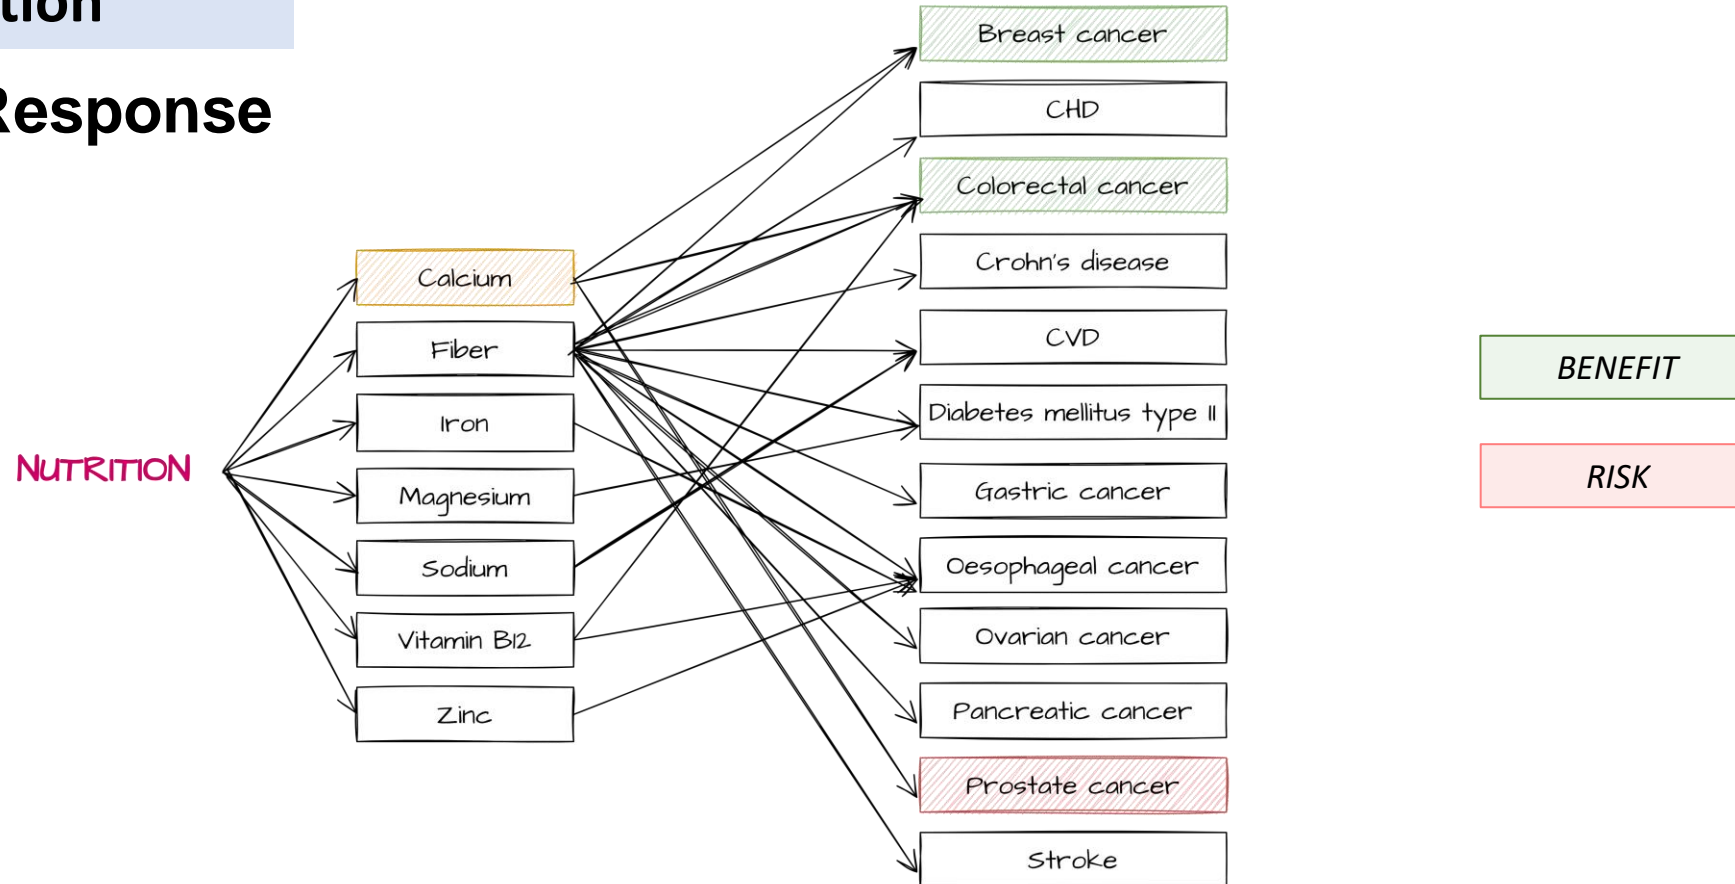 tion
Response
NUTRITION
Calcium
Fiber
Iron
Magnesium
Sodium
Vitamin B12
Zinc
Breast cancer
CHD
Colorectal cancer
Crohn's disease
CVD
Diabetes mellitus type II
Gastric cancer
Oesophageal cancer
Ovarian cancer
Pancreatic cancer
Prostate cancer
Stroke
BENEFIT
RISK